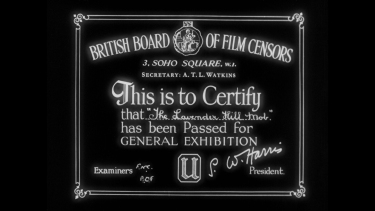 BRITISH BOARD OF FILM CENSORS
3, SOHO SQUARE, W.1.
SECRETARY: A. T. L. WATKINS
This is to Certify
that "The Lavender Hill Mob"
has been Passed for
GENERAL EXHIBITION
U
S. W. Harris
Examiners
President.